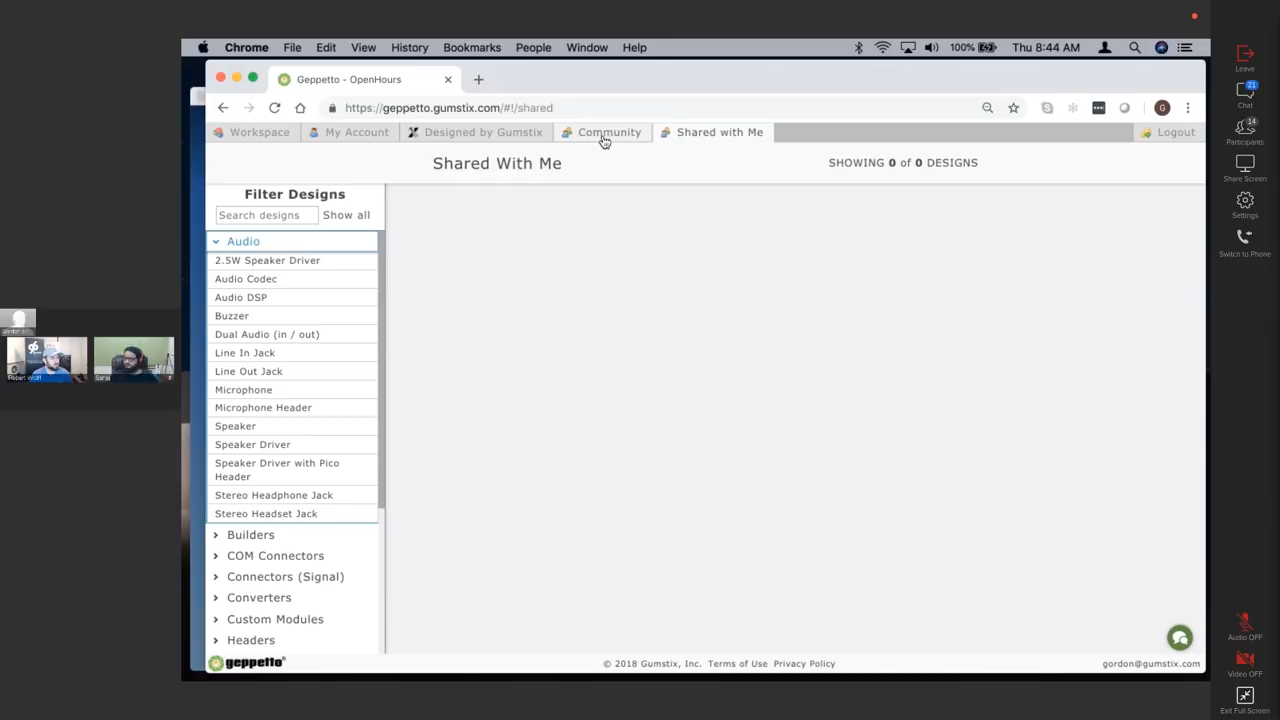 Chrome File Edit View History Bookmarks People Window Help 100% Thu 8:44 AM
Geppetto - OpenHours
https://geppetto.gumstix.com/#!/shared
Workspace My Account Designed by Gumstix Community Shared with Me Logout
Shared With Me SHOWING 0 of 0 DESIGNS
Filter Designs
Search designs Show all
Audio
2.5W Speaker Driver
Audio Codec
Audio DSP
Buzzer
Dual Audio (in / out)
Line In Jack
Line Out Jack
Microphone
Microphone Header
Speaker
Speaker Driver
Speaker Driver with Pico
Header
Stereo Headphone Jack
Stereo Headset Jack
Builders
COM Connectors
Connectors (Signal)
Converters
Custom Modules
Headers
geppetto
© 2018 Gumstix, Inc. Terms of Use Privacy Policy gordon@gumstix.com
Leave
21
Chat
14
Participants
Share Screen
Settings
Switch to Phone
Audio OFF
Video OFF
Exit Full Screen
96
Robert Wolff